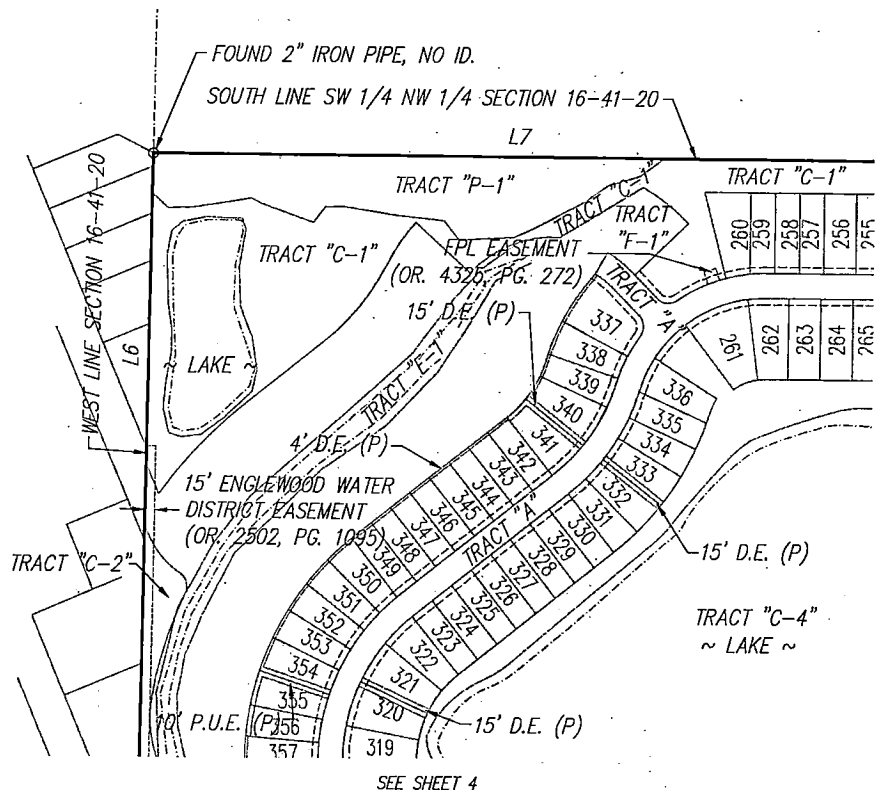 FOUND 2" IRON PIPE, NO ID.
SOUTH LINE SW 1/4 NW 1/4 SECTION 16-41-20
L7
WEST LINE SECTION 16-41-20
L6
TRACT "P-1"
TRACT "C-1"
TRACT "C-1"
TRACT
"F-1"
TRACT "C-1"
260
259
258
257
256
255
FPL EASEMENT
(OR. 4325, PG. 272)
15' D.E. (P)
TRACT "A"
LAKE
TRACT "E-1"
337
338
339
340
341
342
343
344
345
346
347
348
349
350
351
352
353
354
355
356
357
261
262
263
264
265
336
335
334
333
332
331
330
329
328
327
326
325
324
323
322
321
320
319
4' D.E. (P)
15' ENGLEWOOD WATER
DISTRICT EASEMENT
(OR. 2502, PG. 1095)
TRACT "A"
TRACT "C-2"
15' D.E. (P)
TRACT "C-4"
~ LAKE ~
10' P.U.E. (P)
15' D.E. (P)
SEE SHEET 4